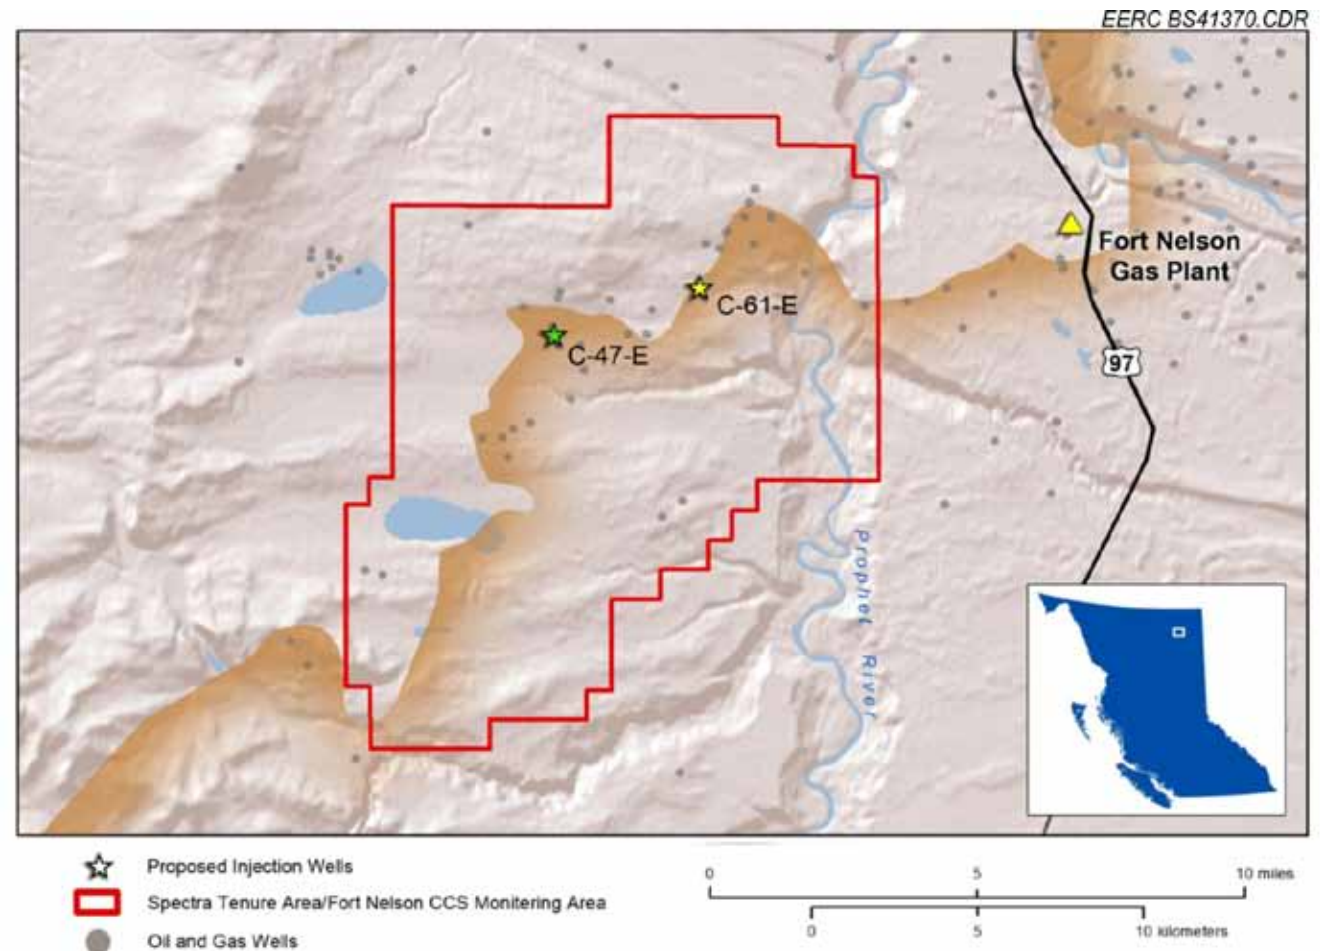 EERC BS41370.CDR
Fort Nelson
Gas Plant
C-61-E
C-47-E
97
Prophet River
Proposed Injection Wells
Spectra Tenure Area/Fort Nelson CCS Monitering Area
Oil and Gas Wells
0 5 10 miles
0 5 10 kilometers